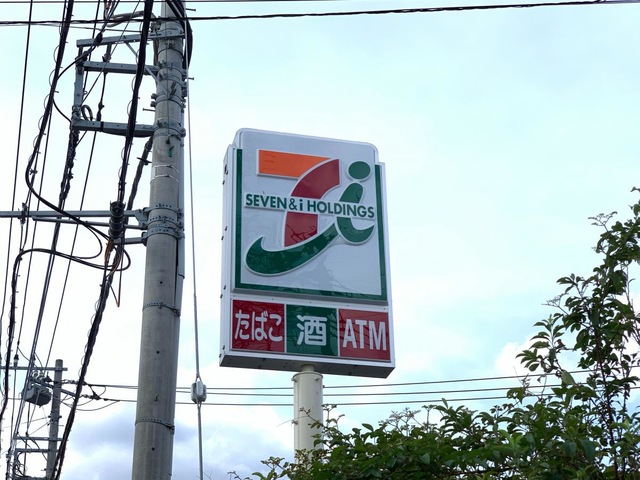 SEVEN & i HOLDINGS
たばこ 酒 ATM